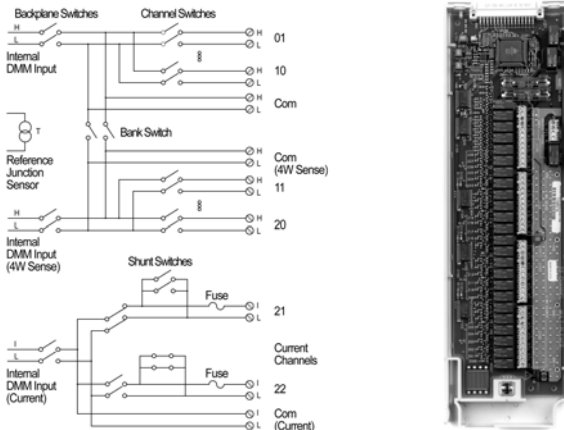 Backplane Switches
Channel Switches
H
L
Internal
DMM Input
H
L
01
H
L
10
H
L
Com
T
Reference
Junction
Sensor
Bank Switch
H
L
Com
(4W Sense)
H
L
11
H
L
20
H
L
Internal
DMM Input
(4W Sense)
Shunt Switches
Fuse
I
L
21
Current
Channels
I
L
Internal
DMM Input
(Current)
Fuse
I
L
22
I
L
Com
(Current)